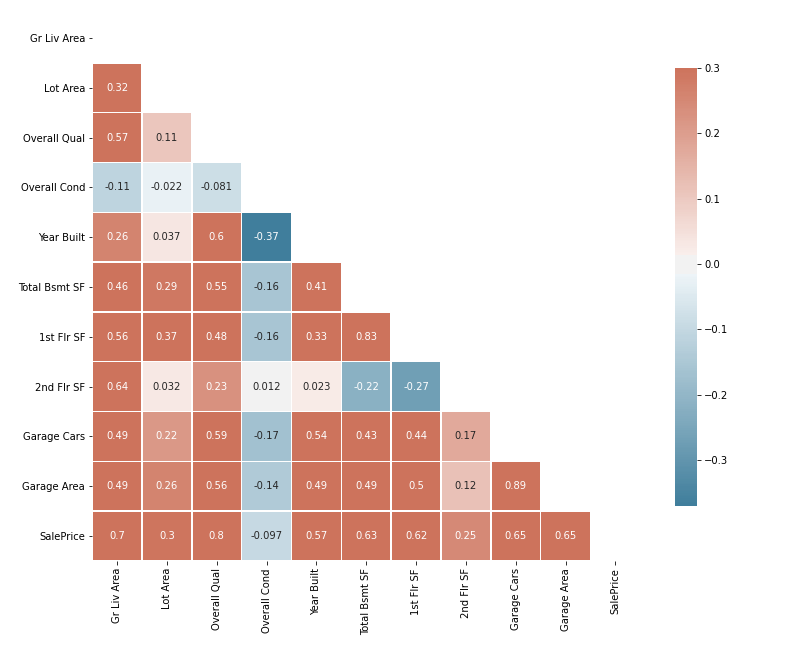 Gr Liv Area
Lot Area 0.32
Overall Qual 0.57 0.11
Overall Cond -0.11 -0.022 -0.081
Year Built 0.26 0.037 0.6 -0.37
Total Bsmt SF 0.46 0.29 0.55 -0.16 0.41
1st Flr SF 0.56 0.37 0.48 -0.16 0.33 0.83
2nd Flr SF 0.64 0.032 0.23 0.012 0.023 -0.22 -0.27
Garage Cars 0.49 0.22 0.59 -0.17 0.54 0.43 0.44 0.17
Garage Area 0.49 0.26 0.56 -0.14 0.49 0.49 0.5 0.12 0.89
SalePrice 0.7 0.3 0.8 -0.097 0.57 0.63 0.62 0.25 0.65 0.65
Gr Liv Area
Lot Area
Overall Qual
Overall Cond
Year Built
Total Bsmt SF
1st Flr SF
2nd Flr SF
Garage Cars
Garage Area
SalePrice
0.3
0.2
0.1
0.0
−0.1
−0.2
−0.3